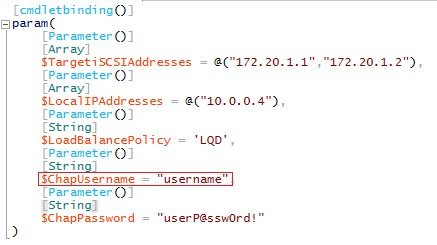 [cmdletbinding()]
param(
[Parameter()]
[Array]
$TargetiSCSIAddresses = @("172.20.1.1","172.20.1.2"),
[Parameter()]
[Array]
$LocalIPAddresses = @("10.0.0.4"),
[Parameter()]
[String]
$LoadBalancePolicy = 'LQD',
[Parameter()]
[String]
$ChapUsername = "username"
[Parameter()]
[String]
$ChapPassword = "userP@ssw0rd!"
)